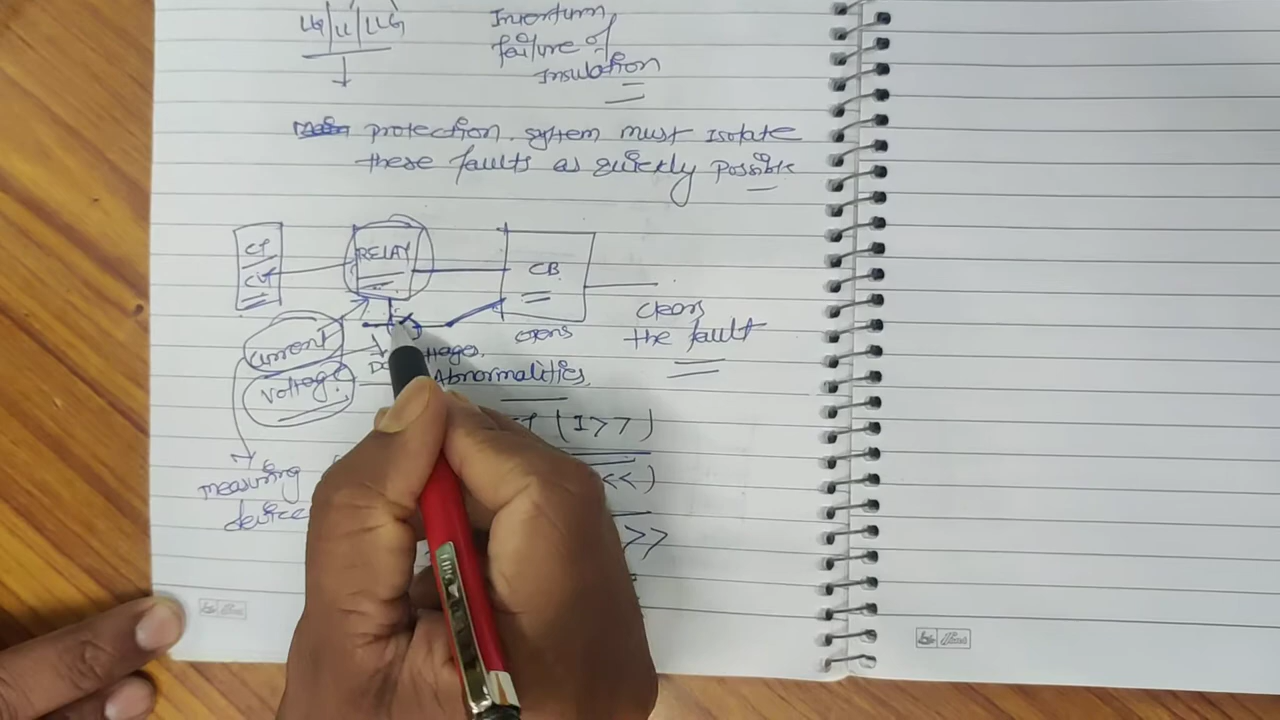 LG/LL/LLG
Inverturn
failure of
Insulation
protection system must isolate
these faults as quickly possible
CT
CVT
RELAY
CB
opens
clears
the fault
Current
Voltage
Abnormalities.
(I>>)
<<)
>>
measuring
device